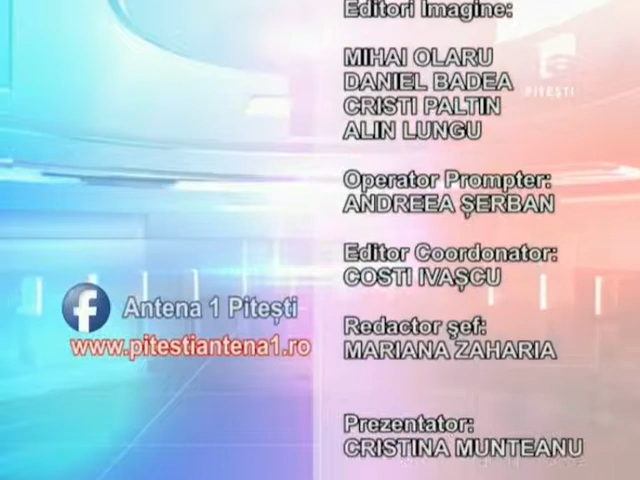 Editori Imagine:
MIHAI OLARU
DANIEL BADEA
CRISTI PALTIN
ALIN LUNGU
PITEȘTI
Operator Prompter:
ANDREEA ȘERBAN
Editor Coordonator:
COSTI IVAȘCU
Antena 1 Pitești
www.pitestiantena1.ro
Redactor șef:
MARIANA ZAHARIA
Prezentator:
CRISTINA MUNTEANU